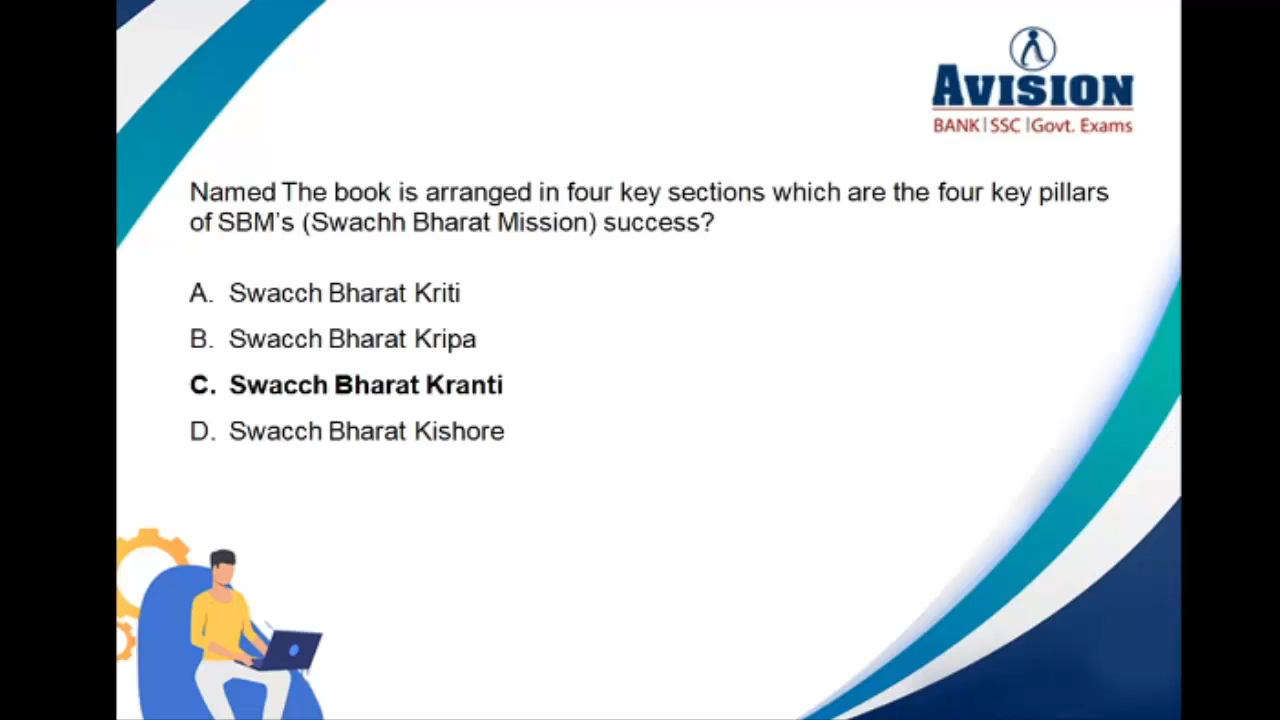 AVISION
BANK | SSC | Govt. Exams
Named The book is arranged in four key sections which are the four key pillars
of SBM's (Swachh Bharat Mission) success?
A. Swacch Bharat Kriti
B. Swacch Bharat Kripa
C. Swacch Bharat Kranti
D. Swacch Bharat Kishore